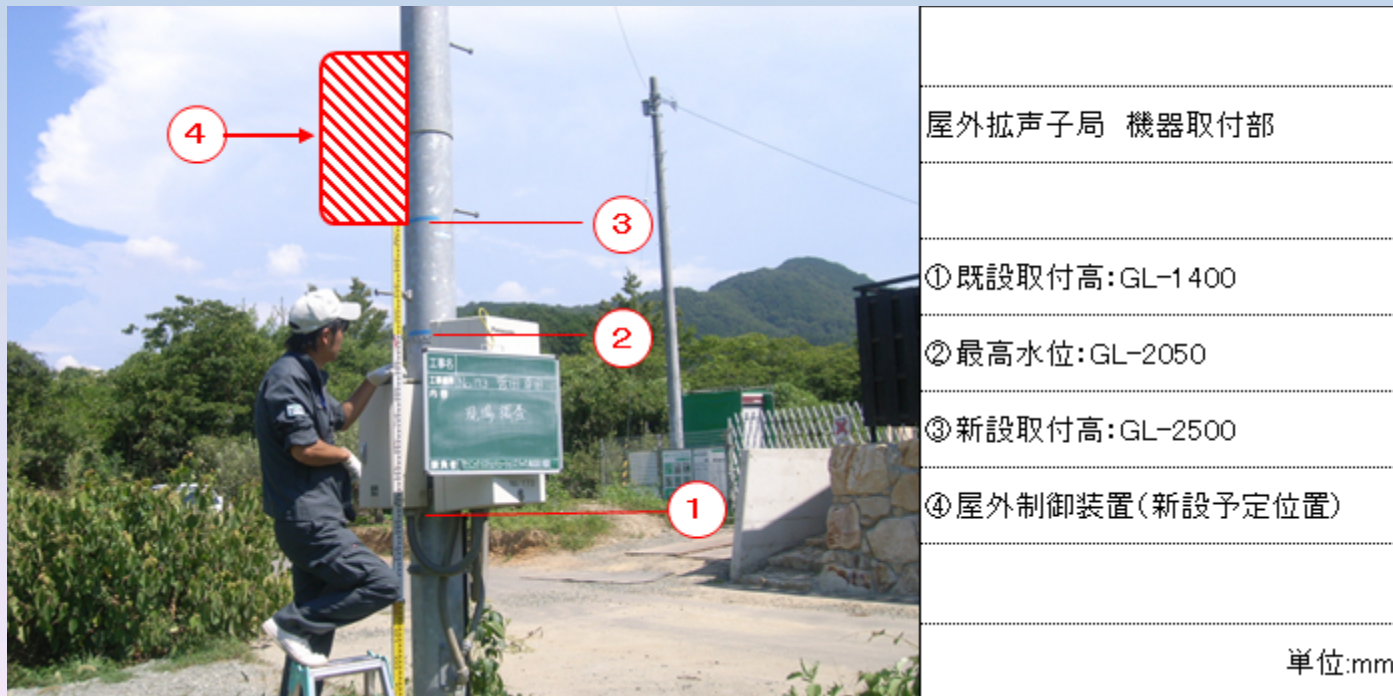 ④
③
②
①
工事名
内容
現場調査
屋外拡声子局 機器取付部
①既設取付高:GL-1400
②最高水位:GL-2050
③新設取付高:GL-2500
④屋外制御装置(新設予定位置)
単位:mm